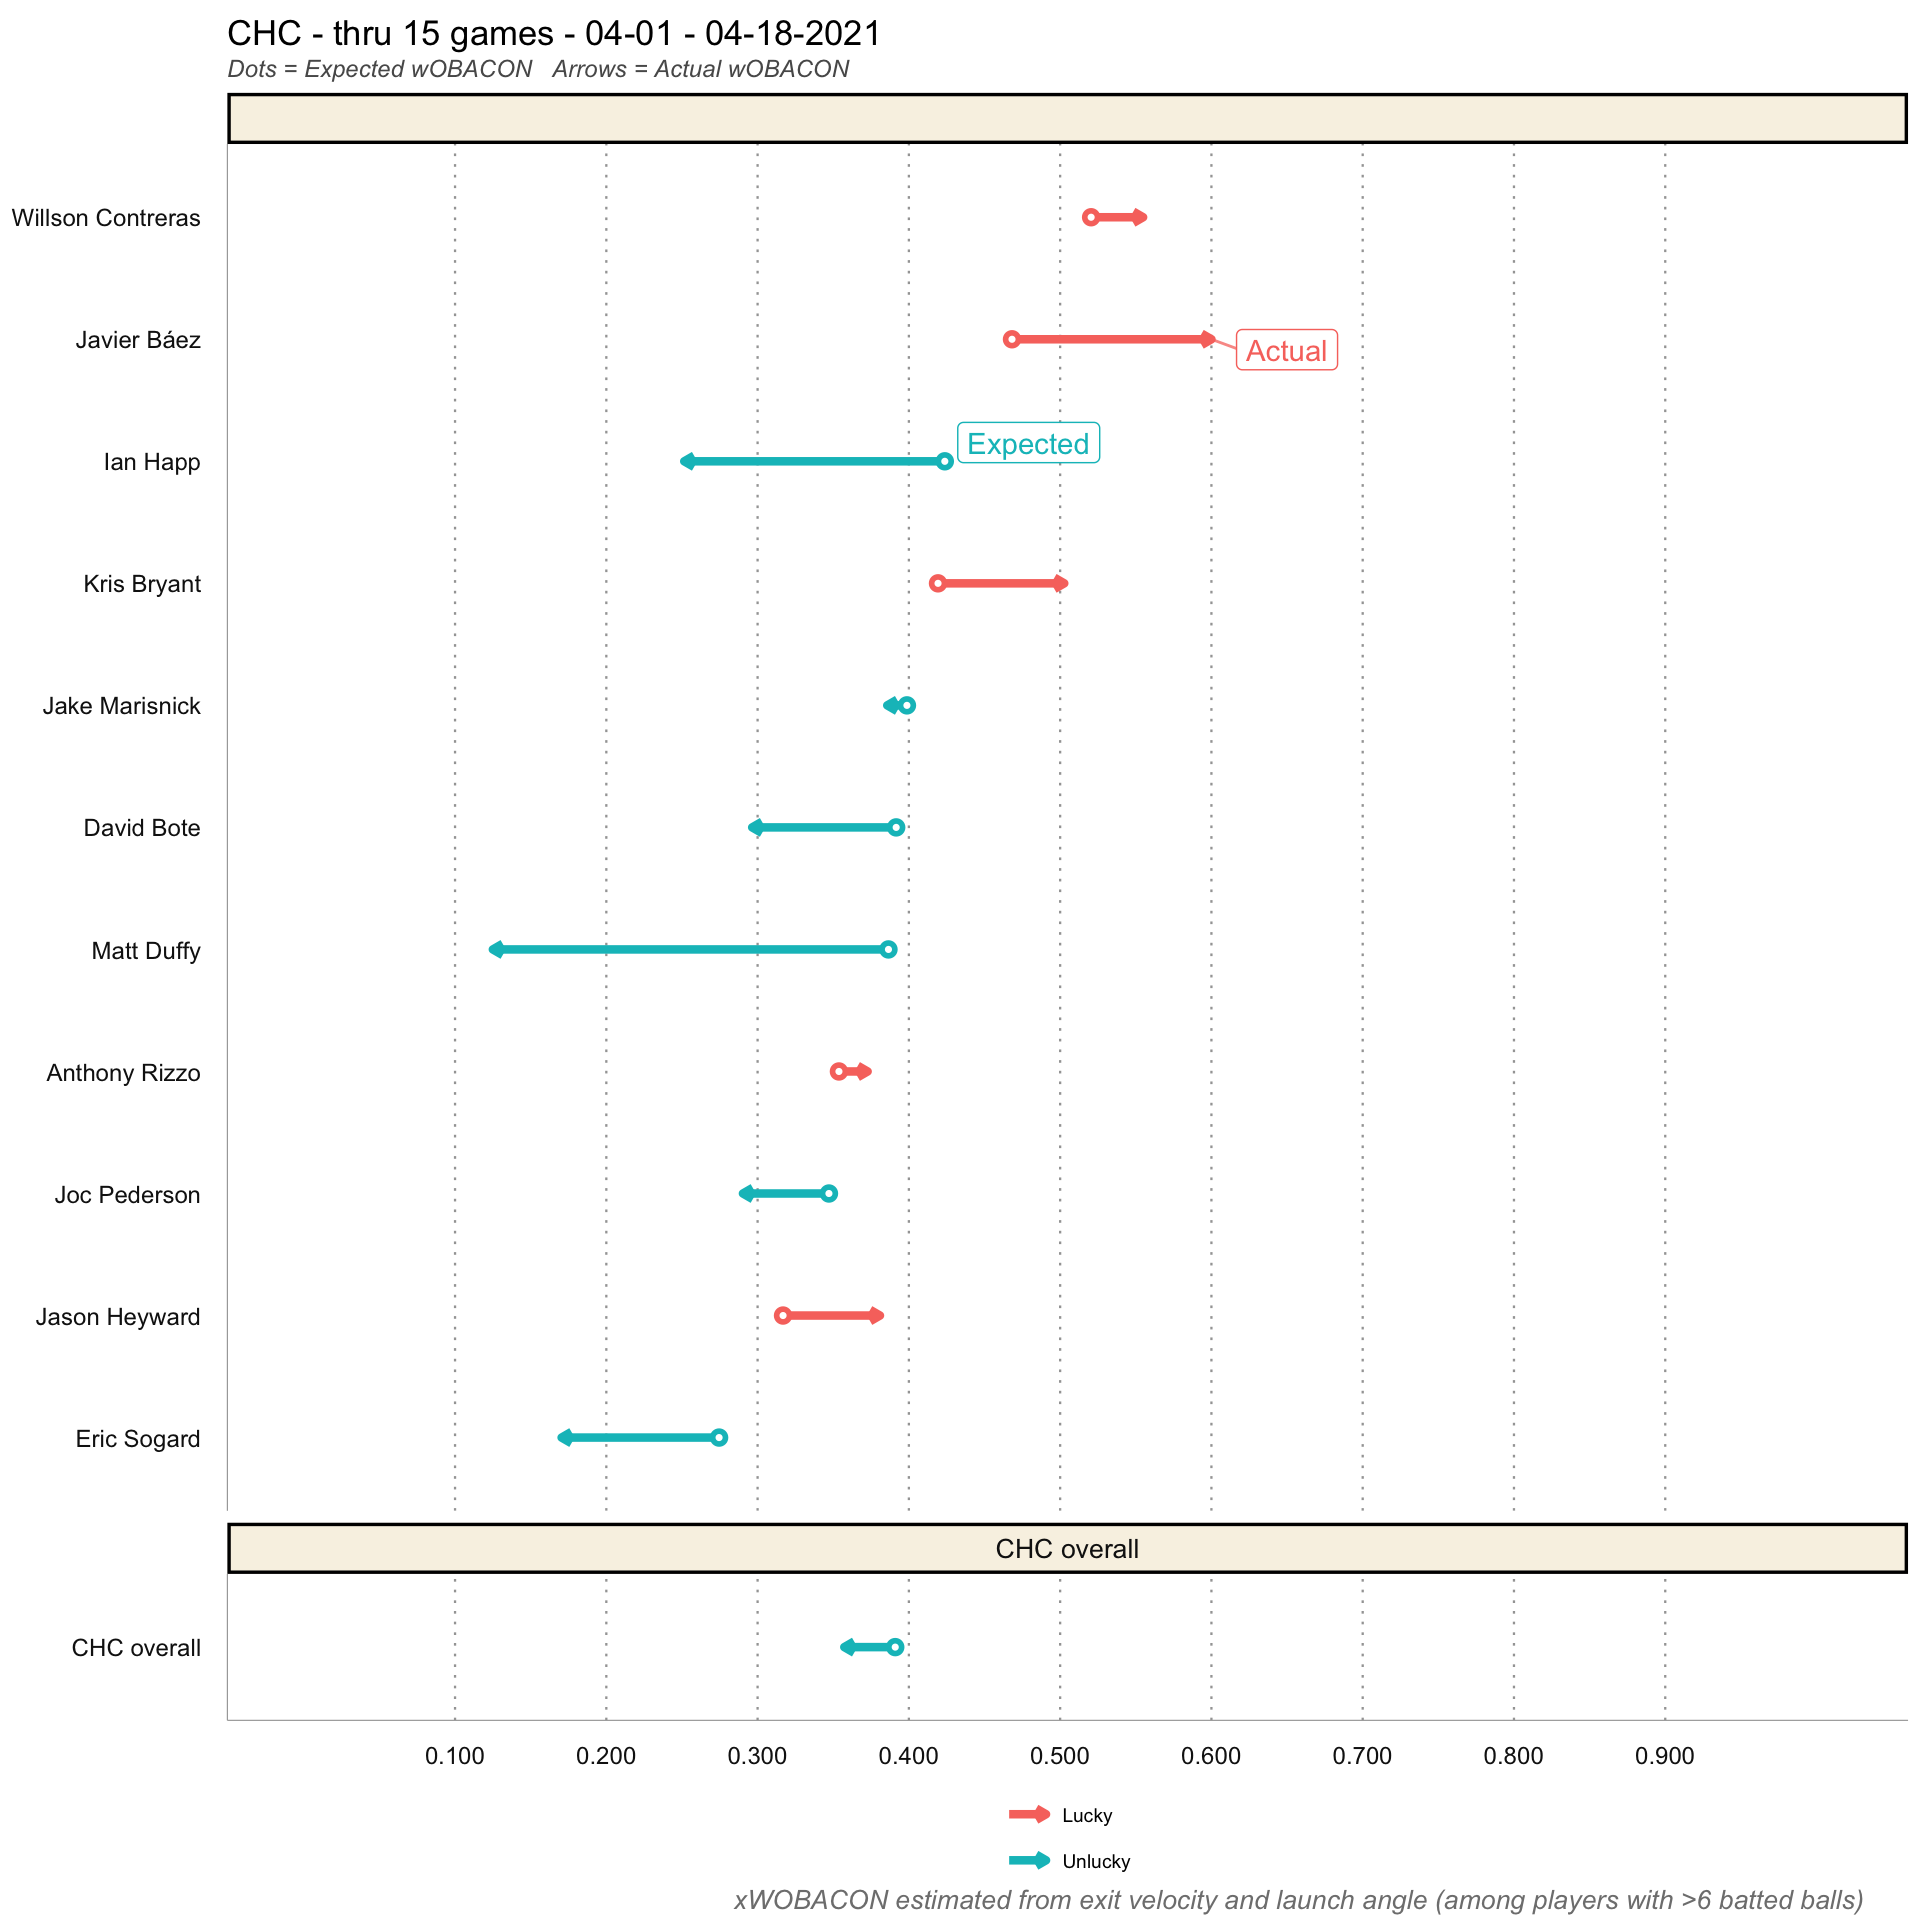 CHC - thru 15 games - 04-01 - 04-18-2021
Dots = Expected wOBACON   Arrows = Actual wOBACON
Willson Contreras
Javier Báez
Actual
Expected
Ian Happ
Kris Bryant
Jake Marisnick
David Bote
Matt Duffy
Anthony Rizzo
Joc Pederson
Jason Heyward
Eric Sogard
CHC overall
CHC overall
0.100 0.200 0.300 0.400 0.500 0.600 0.700 0.800 0.900
Lucky
Unlucky
xWOBACON estimated from exit velocity and launch angle (among players with >6 batted balls)